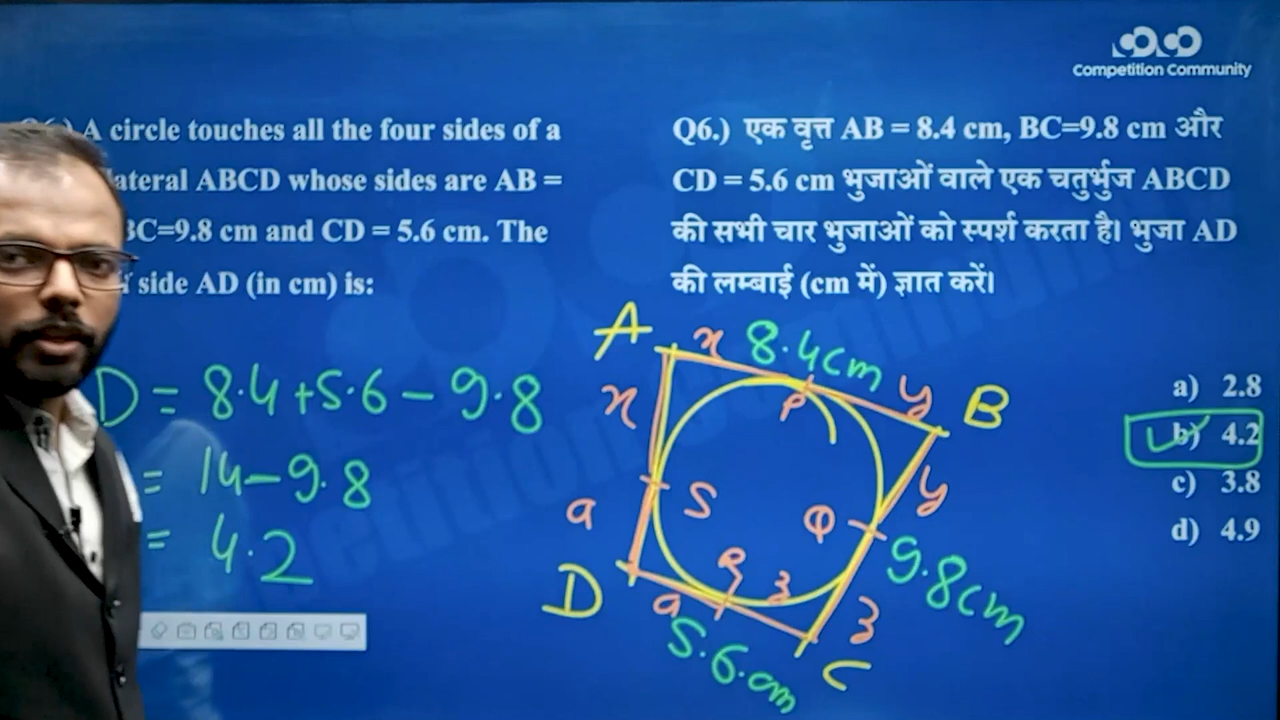 Competition Community
A circle touches all the four sides of a
ABCD whose sides are AB =
BC=9.8 cm and CD = 5.6 cm. The
side AD (in cm) is:
Q6.) एक वृत्त AB = 8.4 cm, BC=9.8 cm और
CD = 5.6 cm भुजाओं वाले एक चतुर्भुज ABCD
की सभी चार भुजाओं को स्पर्श करता है। भुजा AD
की लम्बाई (cm में) ज्ञात करें।
D = 8.4 + 5.6 - 9.8
= 14 - 9.8
= 4.2
A x 8.4cm y B
x P
y
a S Q
9.8cm
D a R z z
5.6 cm C
a) 2.8
b) 4.2
c) 3.8
d) 4.9